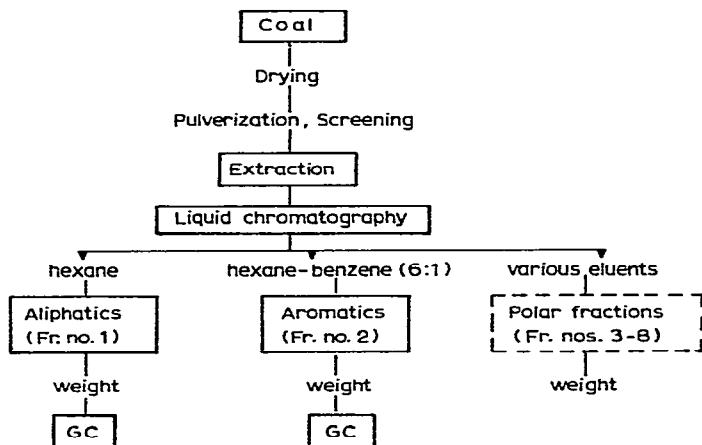 Coal
Drying
Pulverization, Screening
Extraction
Liquid chromatography
hexane
hexane-benzene (6:1)
various eluents
Aliphatics
(Fr. no. 1)
Aromatics
(Fr. no. 2)
Polar fractions
(Fr. nos. 3-8)
weight
weight
weight
GC
GC